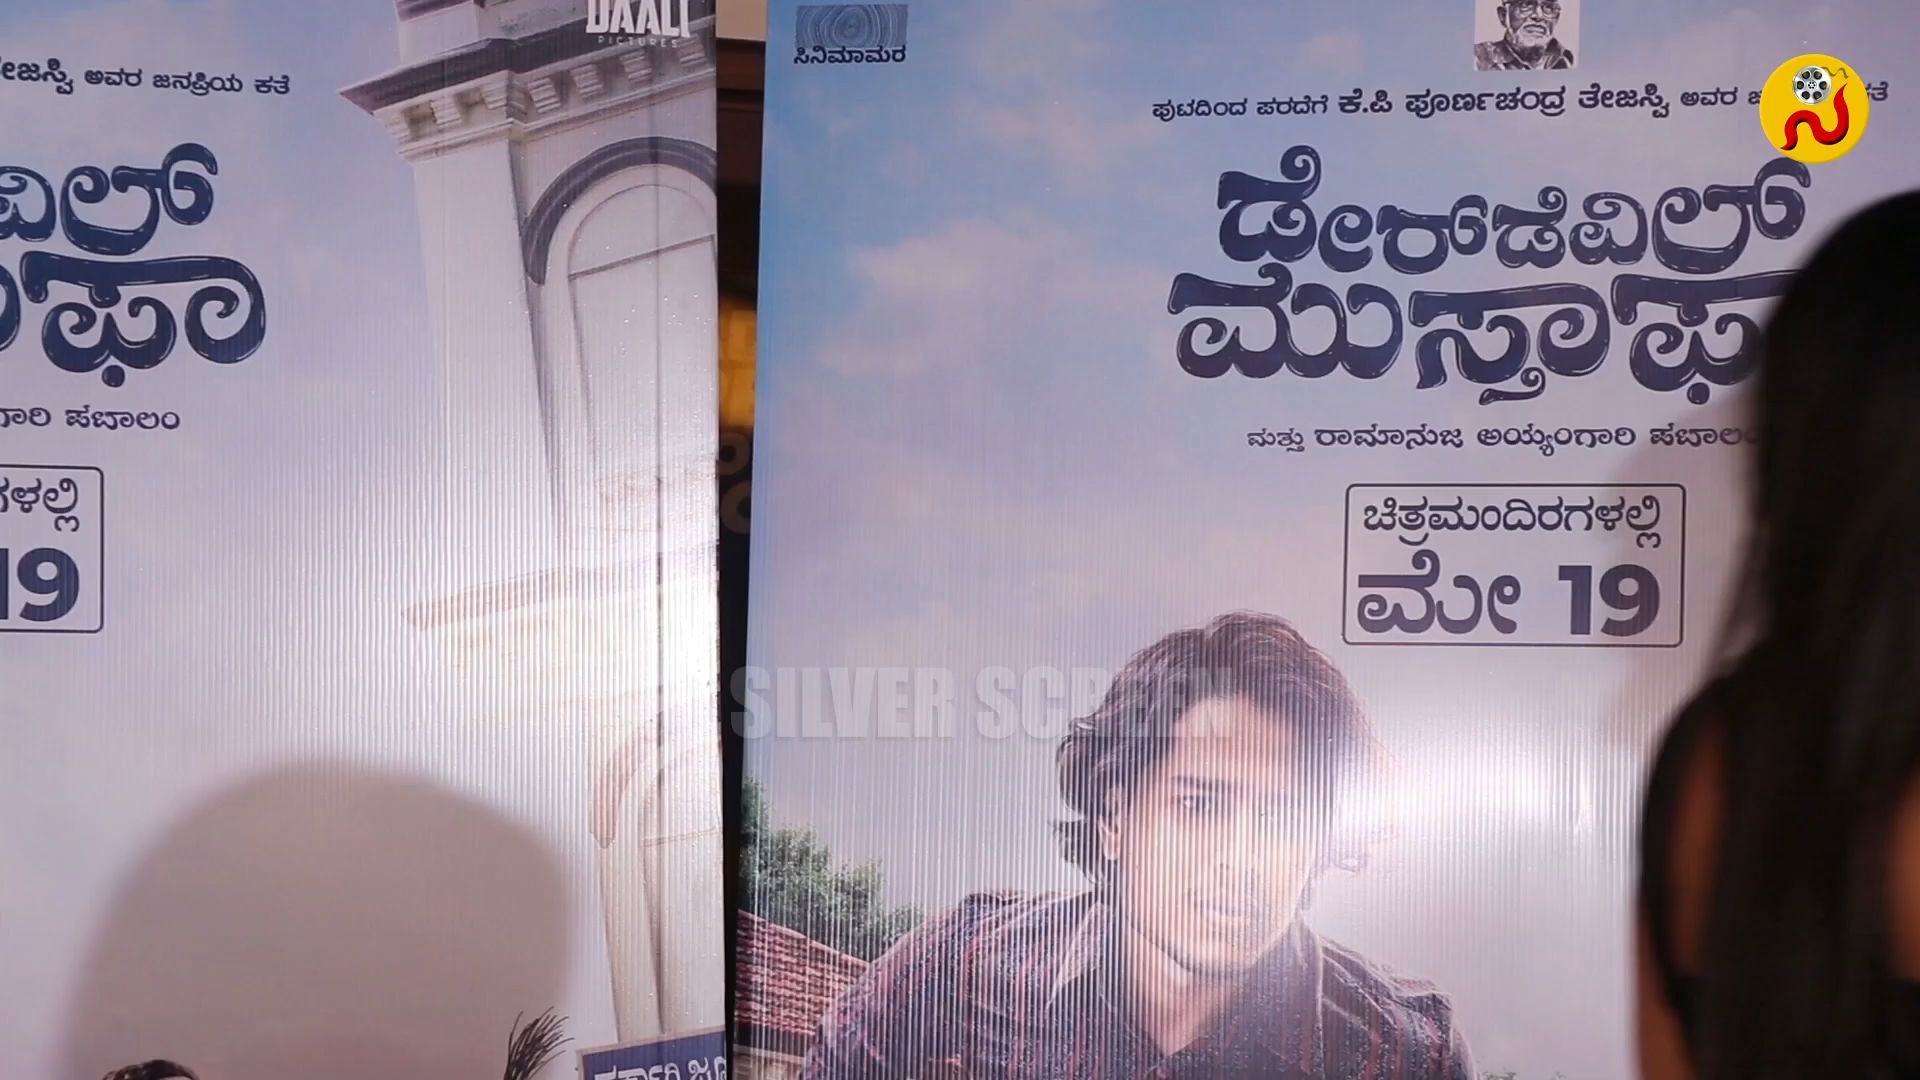 DAALI
PICTURES
ತೇಜಸ್ವಿ ಅವರ ಜನಪ್ರಿಯ ಕತೆ
19
ಪಬಾಲಂ
ಸಿನಿಮಾಮರ
ಪುಟದಿಂದ ಪರದೆಗೆ ಕೆ.ಪಿ ಪೂರ್ಣಚಂದ್ರ ತೇಜಸ್ವಿ ಅವರ
ಡೇರ್‌ಡೆವಿಲ್
ಮುಸ್ತಾಫಾ
ಮತ್ತು ರಾಮಾನುಜ ಅಯ್ಯಂಗಾರಿ ಪಬಾಲಂ
ಚಿತ್ರಮಂದಿರಗಳಲ್ಲಿ
ಮೇ 19
SILVER SCREEN